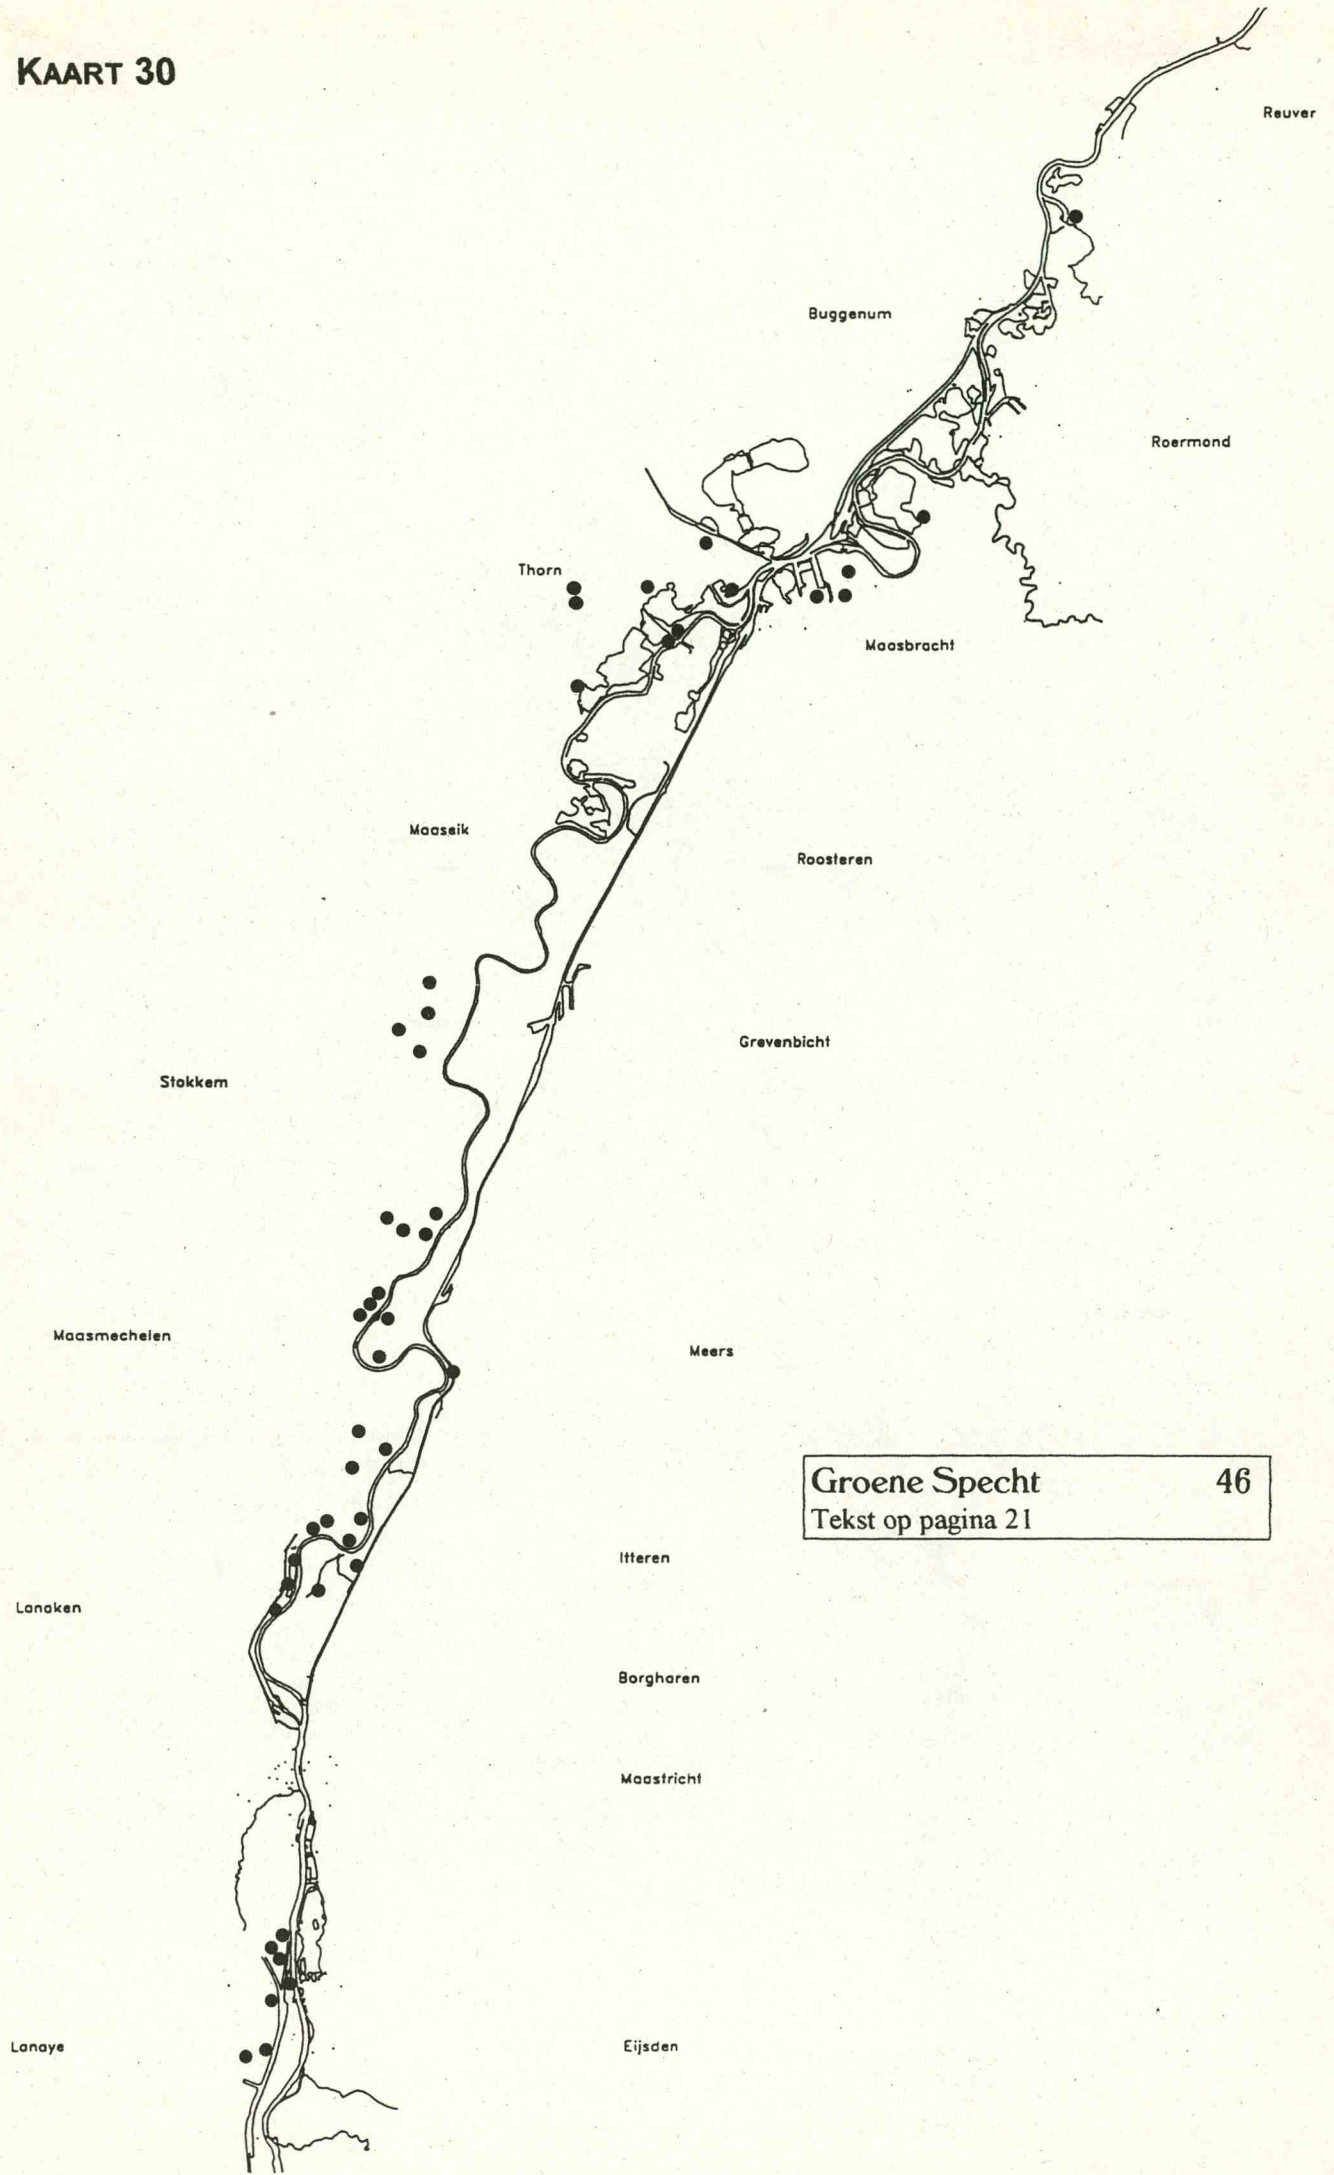 KAART 30
Reuver
Buggenum
Roermond
Thorn
Maasbracht
Maaseik
Roosteren
Grevenbicht
Stokkem
Maasmechelen
Meers
Groene Specht 46
Tekst op pagina 21
Itteren
Lanaken
Borgharen
Maastricht
Lanaye
Eijsden